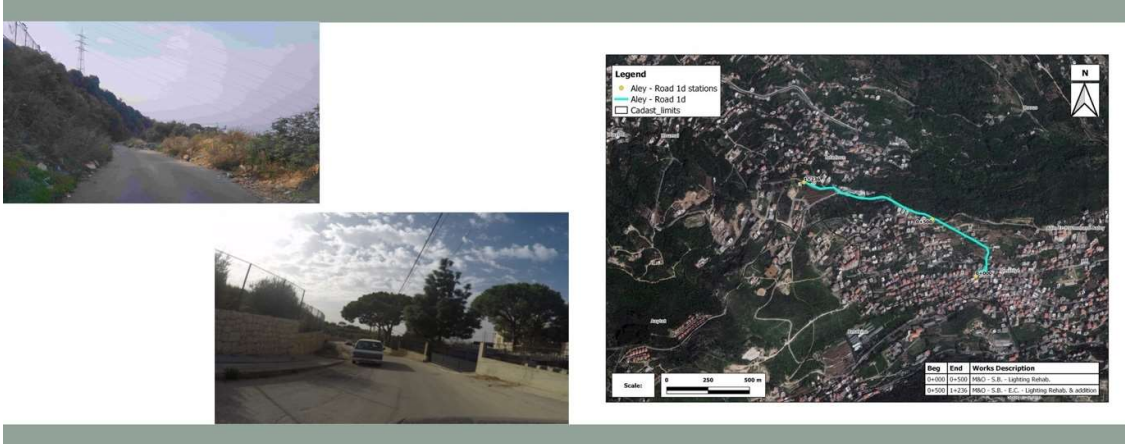 Legend
Aley - Road 1d stations
Aley - Road 1d
Cadast_limits
N
Scale:
0 250 500 m
Beg End Works Description
0+000 0+500 M&O - S.B. - Lighting Rehab.
0+500 1+236 M&O - S.B. - E.C. - Lighting Rehab. & addition